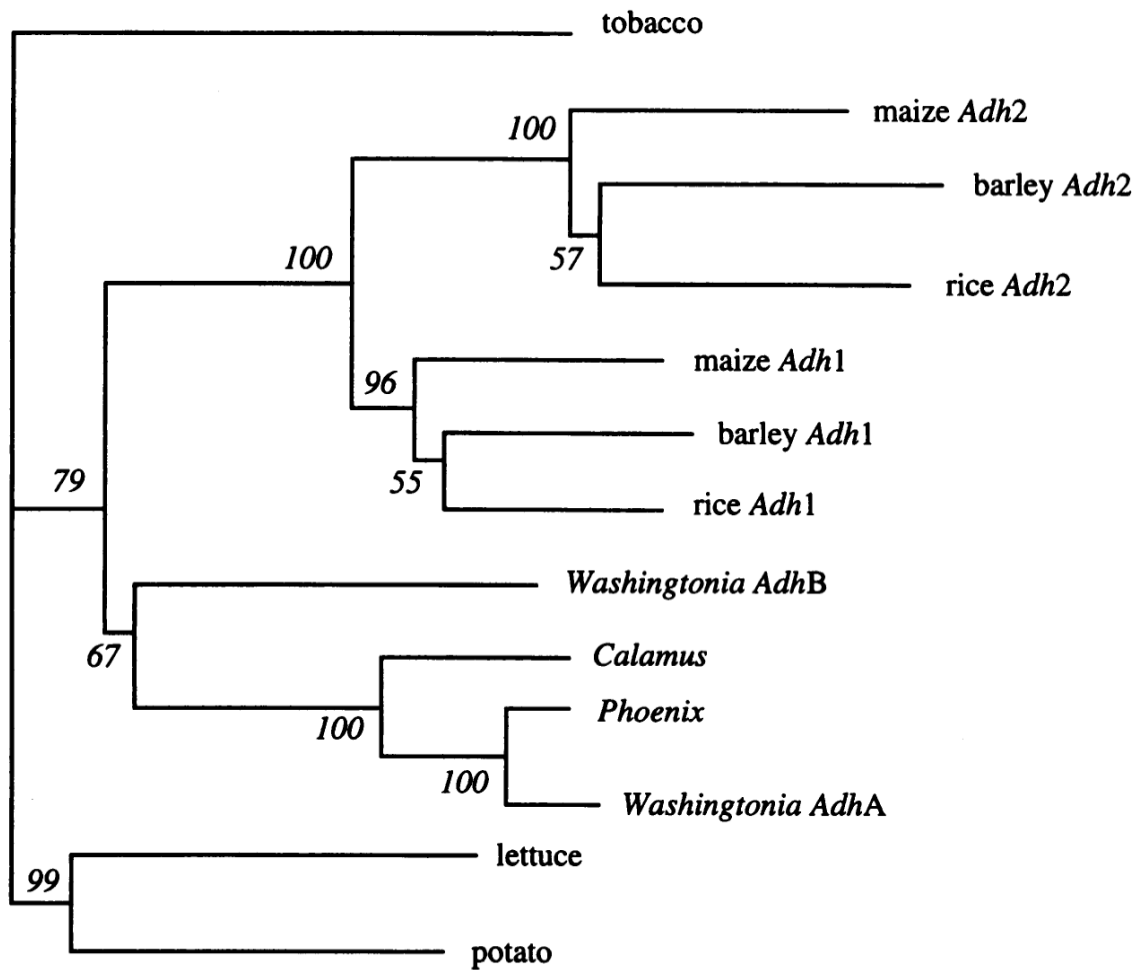 tobacco
maize Adh2
100
barley Adh2
100
57
rice Adh2
maize Adh1
96
barley Adh1
79
55
rice Adh1
Washingtonia AdhB
67
Calamus
Phoenix
100
100
Washingtonia AdhA
lettuce
99
potato